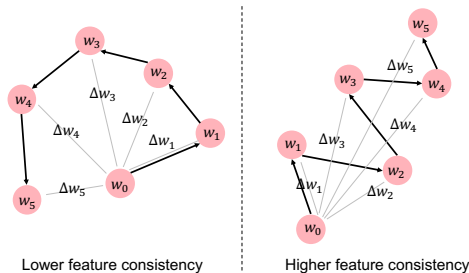 w₃
w₂
w₄
w₁
w₀
w₅
Δw₃
Δw₂
Δw₁
Δw₄
Δw₅
Lower feature consistency
w₅
w₃
w₄
w₁
w₂
w₀
Δw₅
Δw₄
Δw₃
Δw₁
Δw₂
Higher feature consistency